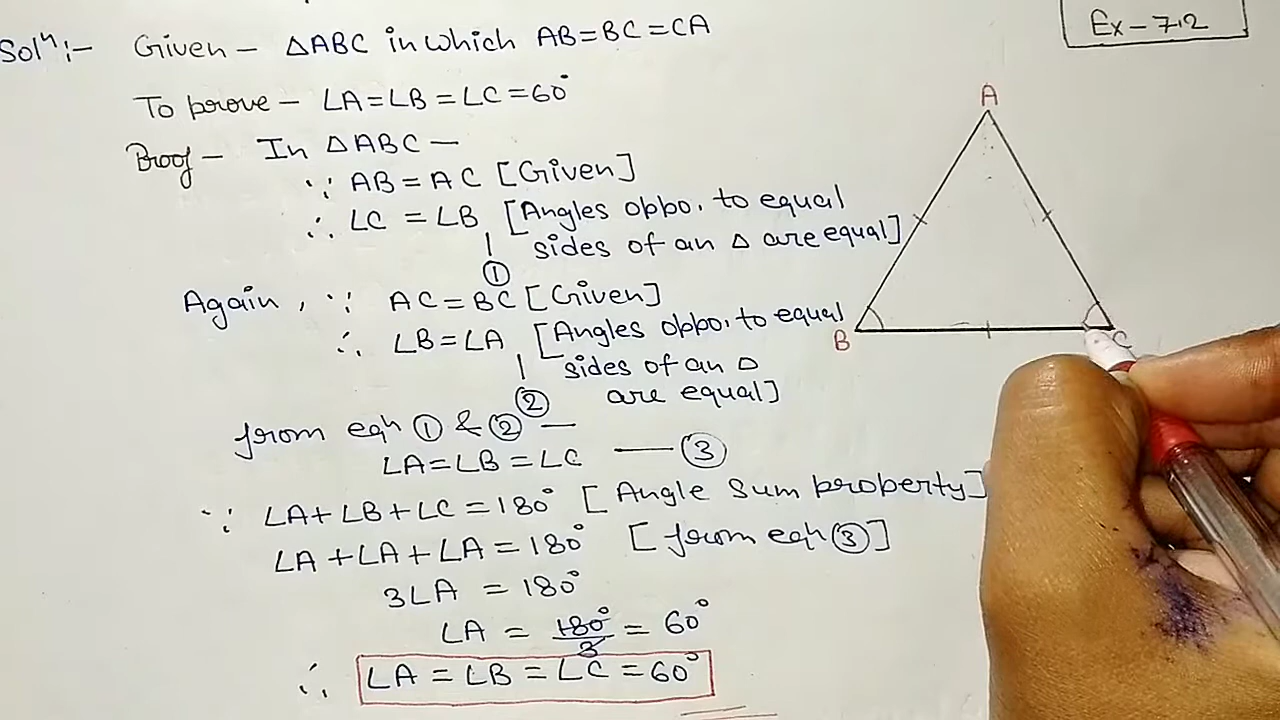 Ex-7.2
Solⁿ:- Given - △ABC in which AB=BC=CA
To prove - ∠A=∠B=∠C=60°
Proof - In △ABC -
∵ AB=AC [Given]
∴ ∠C=∠B [Angles oppo. to equal
sides of an △ are equal]
①
Again, ∵ AC=BC [Given]
∴ ∠B=∠A [Angles oppo. to equal
sides of an △
are equal]
②
from eqⁿ ① & ② —
∠A=∠B=∠C — ③
∵ ∠A+∠B+∠C=180° [Angle Sum property]
∠A+∠A+∠A=180° [from eqⁿ ③]
3∠A = 180°
∠A = 180°/3 = 60°
∴ ∠A=∠B=∠C=60°
A
B
C